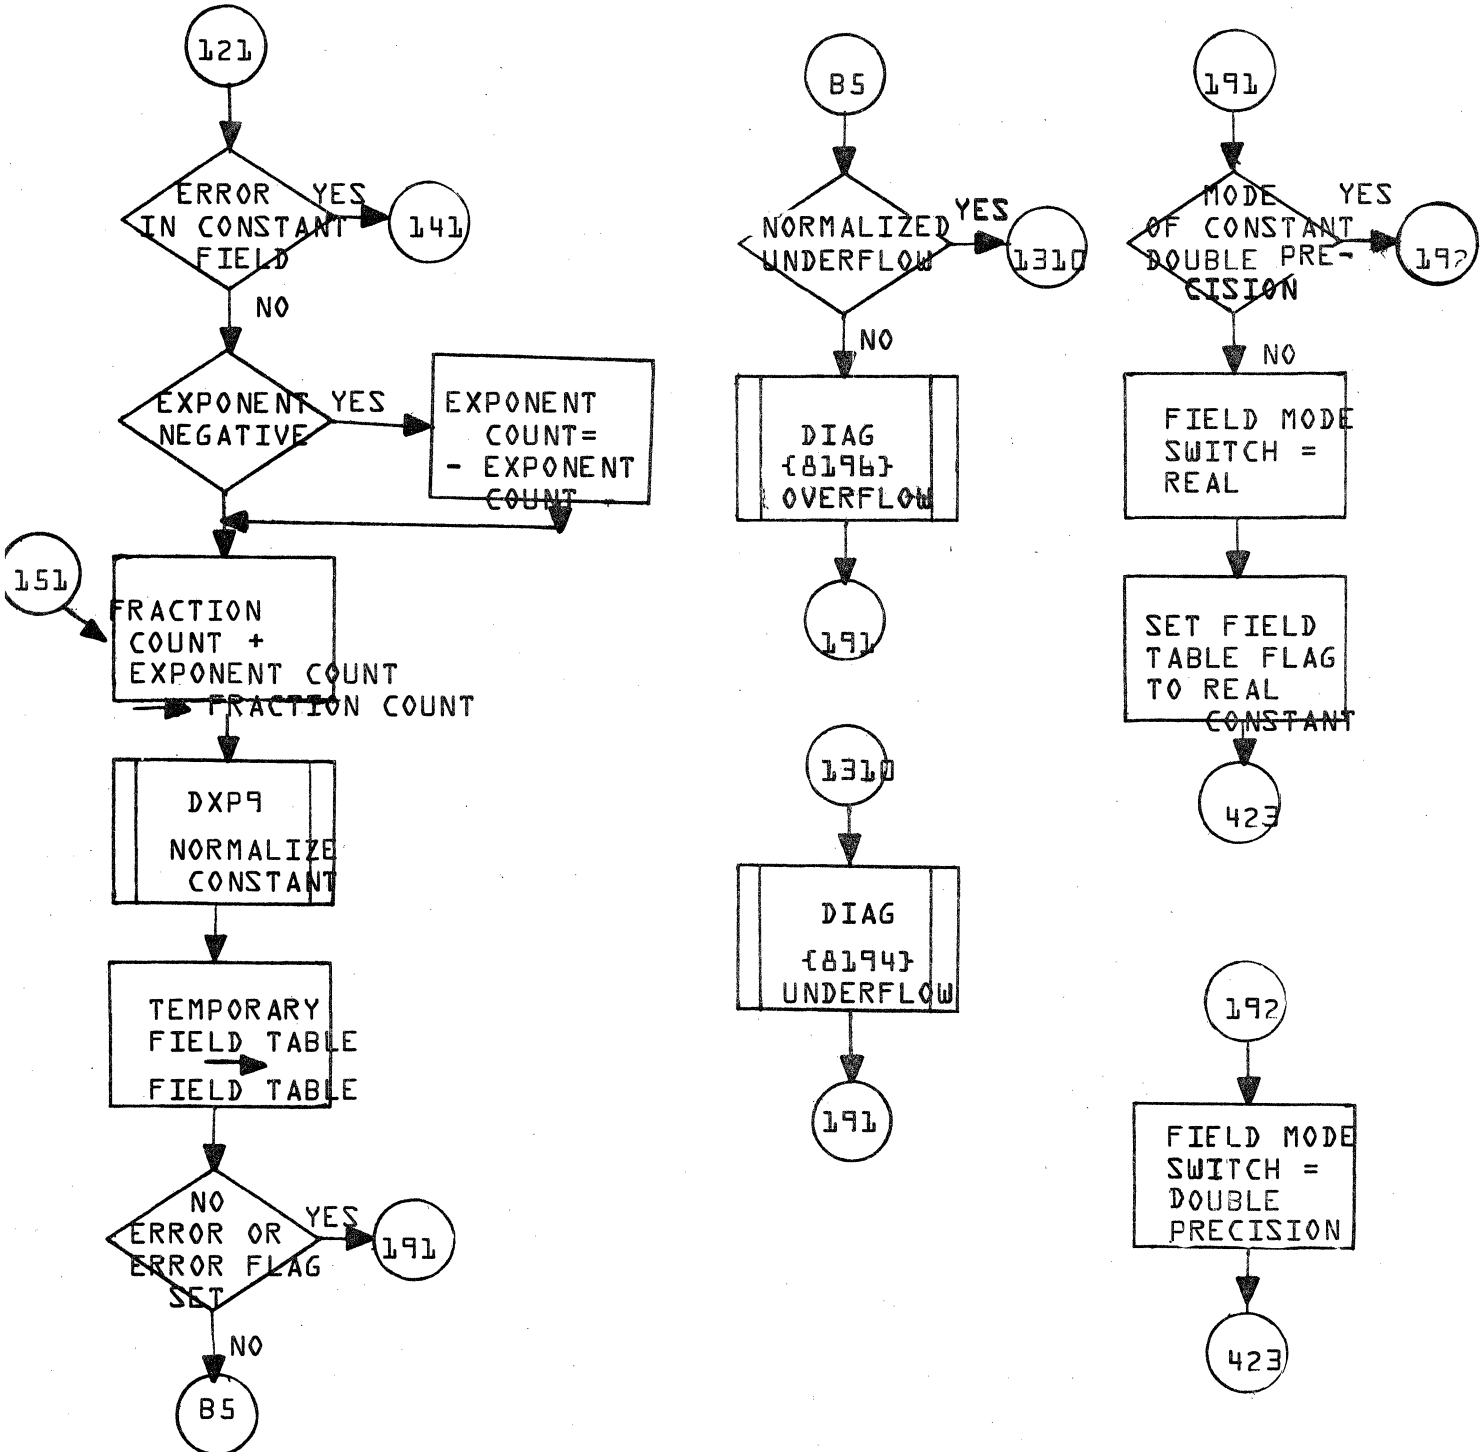 121
ERROR
IN CONSTANT
FIELD
YES
141
NO
EXPONENT
NEGATIVE
YES
EXPONENT
COUNT=
- EXPONENT
COUNT
151
FRACTION
COUNT +
EXPONENT COUNT
→ FRACTION COUNT
DXP9
NORMALIZE
CONSTANT
TEMPORARY
FIELD TABLE
→
FIELD TABLE
NO
ERROR OR
ERROR FLAG
SET
YES
191
NO
B5
B5
NORMALIZED
UNDERFLOW
YES
1310
NO
DIAG
{8196}
OVERFLOW
191
1310
DIAG
{8194}
UNDERFLOW
191
191
MODE
OF CONSTANT
DOUBLE PRE-
CISION
YES
192
NO
FIELD MODE
SWITCH =
REAL
SET FIELD
TABLE FLAG
TO REAL
CONSTANT
423
192
FIELD MODE
SWITCH =
DOUBLE
PRECISION
423